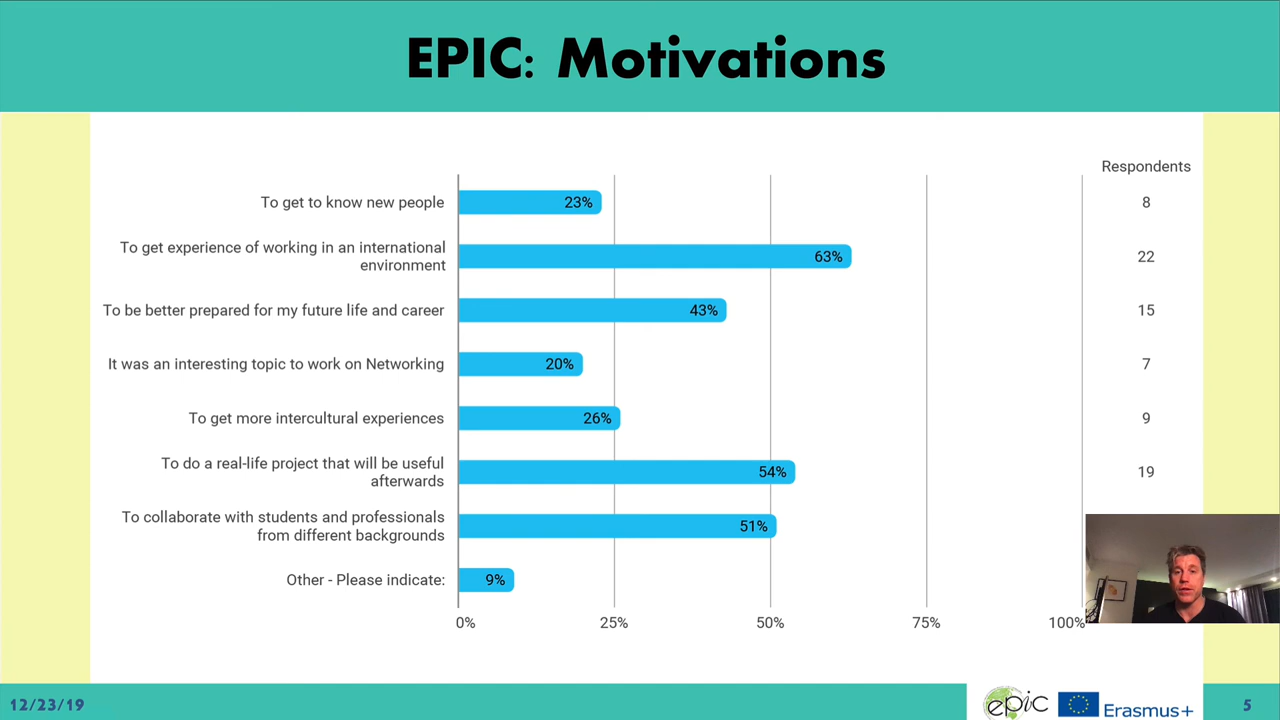 EPIC: Motivations
Respondents
To get to know new people 23% 8
To get experience of working in an international
environment 63% 22
To be better prepared for my future life and career 43% 15
It was an interesting topic to work on Networking 20% 7
To get more intercultural experiences 26% 9
To do a real-life project that will be useful
afterwards 54% 19
To collaborate with students and professionals
from different backgrounds 51%
Other - Please indicate: 9%
0% 25% 50% 75% 100%
12/23/19 epic Erasmus+ 5